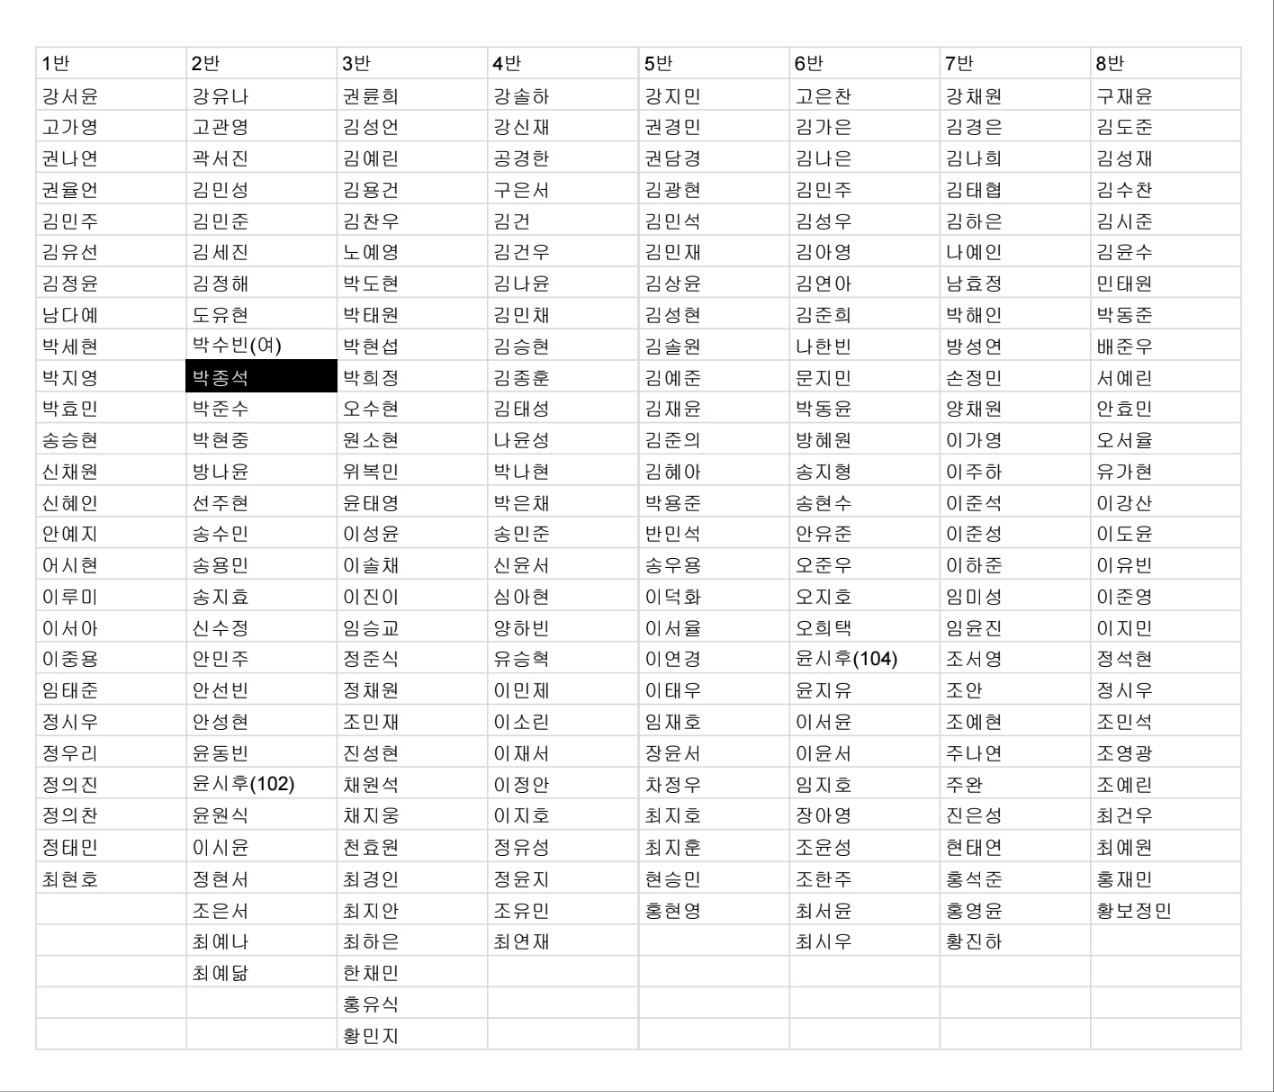 1반 2반 3반 4반 5반 6반 7반 8반
강서윤 강유나 권륜희 강솔하 강지민 고은찬 강채원 구재윤
고가영 고관영 김성언 강신재 권경민 김가은 김경은 김도준
권나연 곽서진 김예린 공경한 권담경 김나은 김나희 김성재
권율언 김민성 김용건 구은서 김광현 김민주 김태협 김수찬
김민주 김민준 김찬우 김건 김민석 김성우 김하은 김시준
김유선 김세진 노예영 김건우 김민재 김아영 나예인 김윤수
김정윤 김정해 박도현 김나윤 김상윤 김연아 남효정 민태원
남다예 도유현 박태원 김민채 김성현 김준희 박해인 박동준
박세현 박수빈(여) 박현섭 김승현 김솔원 나한빈 방성연 배준우
박지영 박종석 박희정 김종훈 김예준 문지민 손정민 서예린
박효민 박준수 오수현 김태성 김재윤 박동윤 양채원 안효민
송승현 박현중 원소현 나윤성 김준의 방혜원 이가영 오서율
신채원 방나윤 위복민 박나현 김혜아 송지형 이주하 유가현
신혜인 선주현 윤태영 박은채 박용준 송현수 이준석 이강산
안예지 송수민 이성윤 송민준 반민석 안유준 이준성 이도윤
어시현 송용민 이솔채 신윤서 송우용 오준우 이하준 이유빈
이루미 송지효 이진이 심아현 이덕화 오지호 임미성 이준영
이서아 신수정 임승교 양하빈 이서율 오희택 임윤진 이지민
이중용 안민주 정준식 유승혁 이연경 윤시후(104) 조서영 정석현
임태준 안선빈 정채원 이민제 이태우 윤지유 조안 정시우
정시우 안성현 조민재 이소린 임재호 이서윤 조예현 조민석
정우리 윤동빈 진성현 이재서 장윤서 이윤서 주나연 조영광
정의진 윤시후(102) 채원석 이정안 차정우 임지호 주완 조예린
정의찬 윤원식 채지웅 이지호 최지호 장아영 진은성 최건우
정태민 이시윤 천효원 정유성 최지훈 조윤성 현태연 최예원
최현호 정현서 최경인 정윤지 현승민 조한주 홍석준 홍재민
조은서 최지안 조유민 홍현영 최서윤 홍영윤 황보정민
최예나 최하은 최연재 최시우 황진하
최예닮 한채민
홍유식
황민지